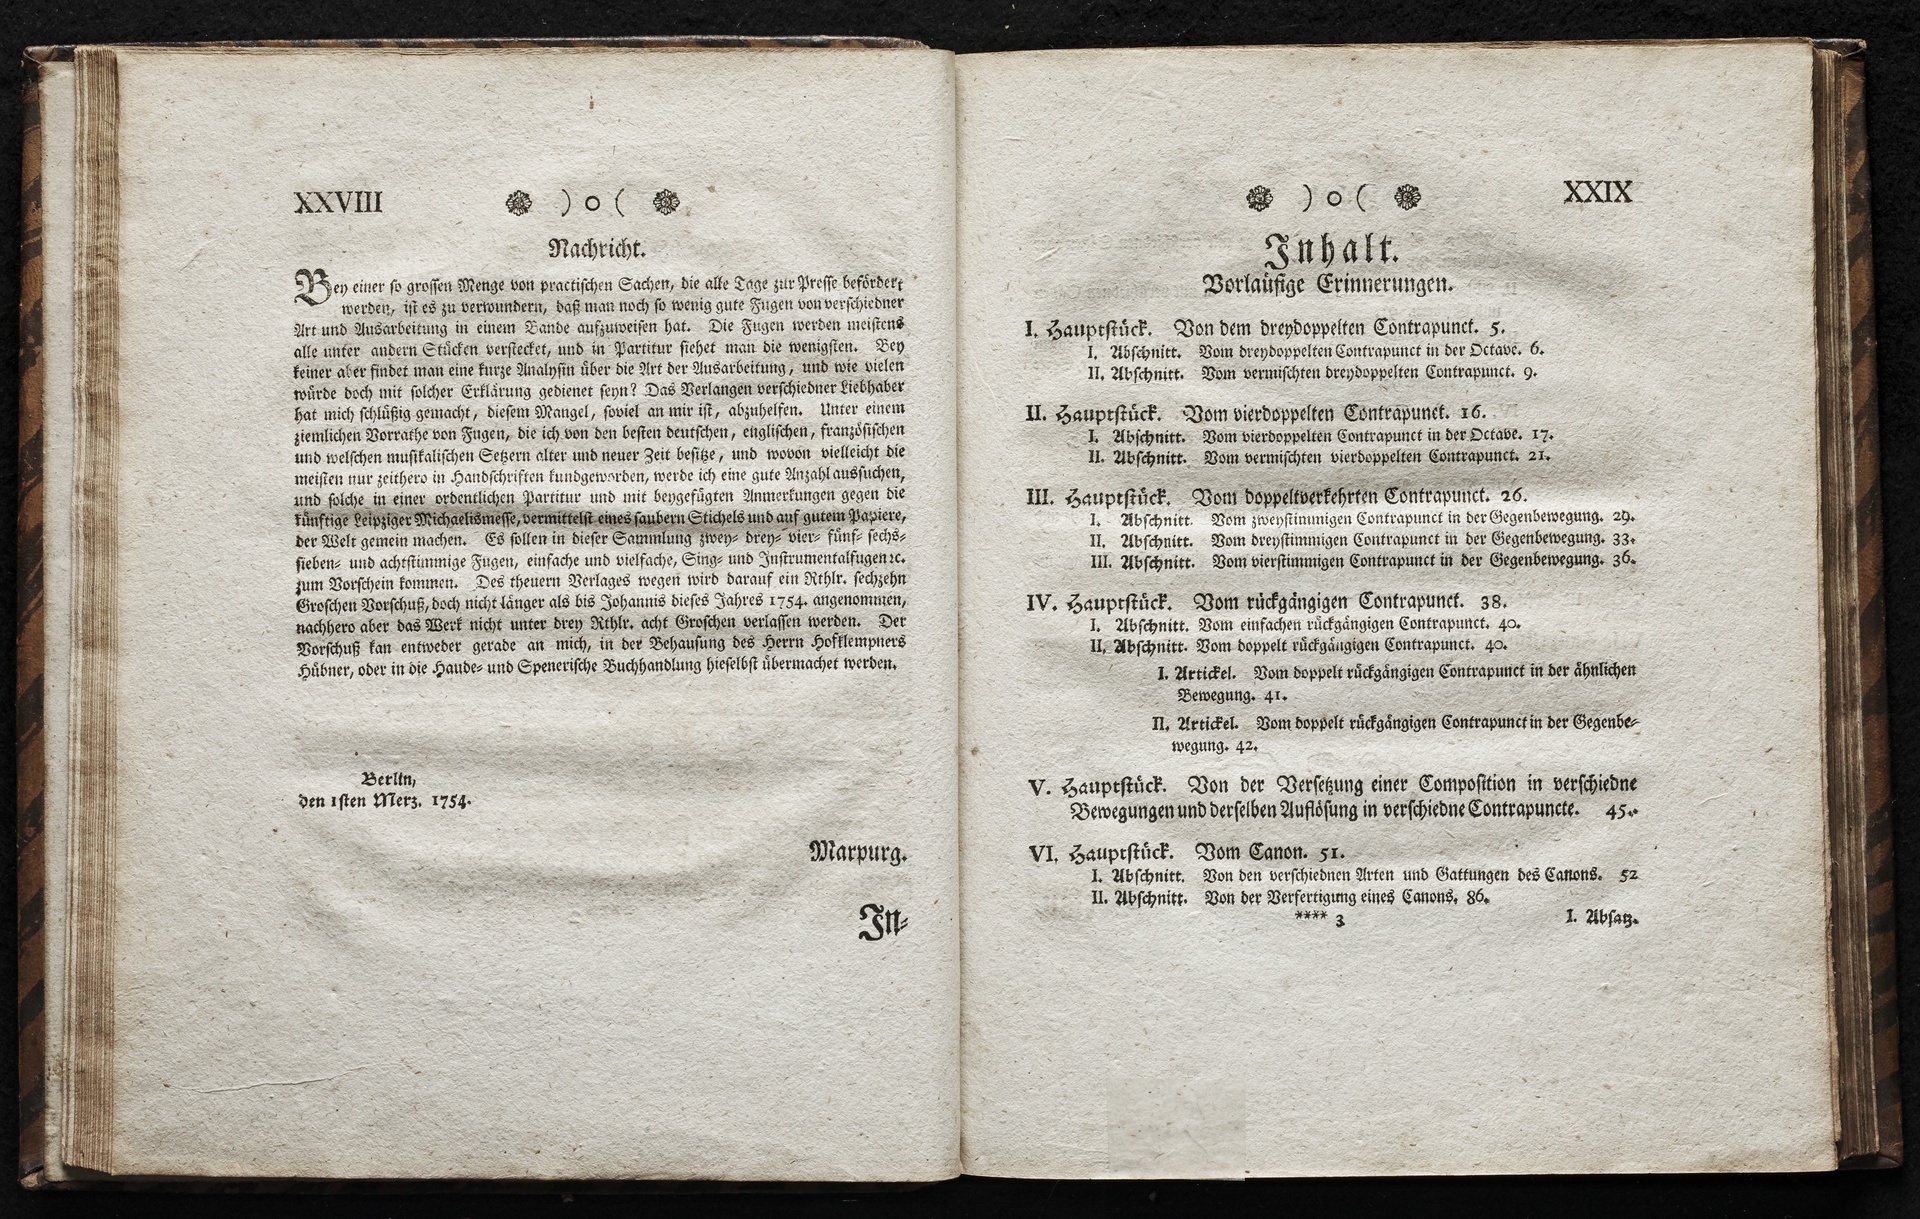 XXVIII ) o (
Nachricht.
Bey einer so grossen Menge von practischen Sachen, die alle Tage zur Presse befördert
werden, ist es zu verwundern, daß man noch so wenig gute Fugen von verschiedner
Art und Ausarbeitung in einem Bande aufzuweisen hat. Die Fugen werden meistens
alle unter andern Stücken verstecket, und in Partitur siehet man die wenigsten. Bey
keiner aber findet man eine kurze Analysin über die Art der Ausarbeitung, und wie vielen
würde doch mit solcher Erklärung gedienet seyn? Das Verlangen verschiedner Liebhaber
hat mich schlüßig gemacht, diesem Mangel, soviel an mir ist, abzuhelfen. Unter einem
ziemlichen Vorrathe von Fugen, die ich von den besten deutschen, englischen, französischen
und welschen musikalischen Setzern alter und neuer Zeit besitze, und wovon vielleicht die
meisten nur zeithero in Handschriften kundgeworden, werde ich eine gute Anzahl aussuchen,
und solche in einer ordentlichen Partitur und mit beygefügten Anmerkungen gegen die
künftige Leipziger Michaelismesse, vermittelst eines saubern Stichels und auf gutem Papiere,
der Welt gemein machen. Es sollen in dieser Sammlung zwey- drey- vier- fünf- sechs-
sieben- und achtstimmige Fugen, einfache und vielfache, Sing- und Instrumentalfugen ꝛc.
zum Vorschein kommen. Des theuern Verlages wegen wird darauf ein Rthlr. sechzehn
Groschen Vorschuß, doch nicht länger als bis Johannis dieses Jahres 1754. angenommen,
nachhero aber das Werk nicht unter drey Rthlr. acht Groschen verlassen werden. Der
Vorschuß kan entweder gerade an mich, in der Behausung des Herrn Hofklempners
Hübner, oder in die Haude- und Spenerische Buchhandlung hieselbst übermachet werden.
Berlin,
den 1sten Merz. 1754.
Marpurg.
In-
) o ( XXIX
Inhalt.
Vorläufige Erinnerungen.
I. Hauptstück. Von dem dreydoppelten Contrapunct. 5.
I. Abschnitt. Vom dreydoppelten Contrapunct in der Octave. 6.
II. Abschnitt. Vom vermischten dreydoppelten Contrapunct. 9.
II. Hauptstück. Vom vierdoppelten Contrapunct. 16.
I. Abschnitt. Vom vierdoppelten Contrapunct in der Octave. 17.
II. Abschnitt. Vom vermischten vierdoppelten Contrapunct. 21.
III. Hauptstück. Vom doppeltverkehrten Contrapunct. 26.
I. Abschnitt. Vom zweystimmigen Contrapunct in der Gegenbewegung. 29.
II. Abschnitt. Vom dreystimmigen Contrapunct in der Gegenbewegung. 33.
III. Abschnitt. Vom vierstimmigen Contrapunct in der Gegenbewegung. 36.
IV. Hauptstück. Vom rückgängigen Contrapunct. 38.
I. Abschnitt. Vom einfachen rückgängigen Contrapunct. 40.
II. Abschnitt. Vom doppelt rückgängigen Contrapunct. 40.
I. Artickel. Vom doppelt rückgängigen Contrapunct in der ähnlichen
Bewegung. 41.
II. Artickel. Vom doppelt rückgängigen Contrapunct in der Gegenbe-
wegung. 42.
V. Hauptstück. Von der Versetzung einer Composition in verschiedne
Bewegungen und derselben Auflösung in verschiedne Contrapuncte. 45.
VI. Hauptstück. Vom Canon. 51.
I. Abschnitt. Von den verschiednen Arten und Gattungen des Canons. 52
II. Abschnitt. Von der Verfertigung eines Canons. 86.
**** 3 I. Absatz.